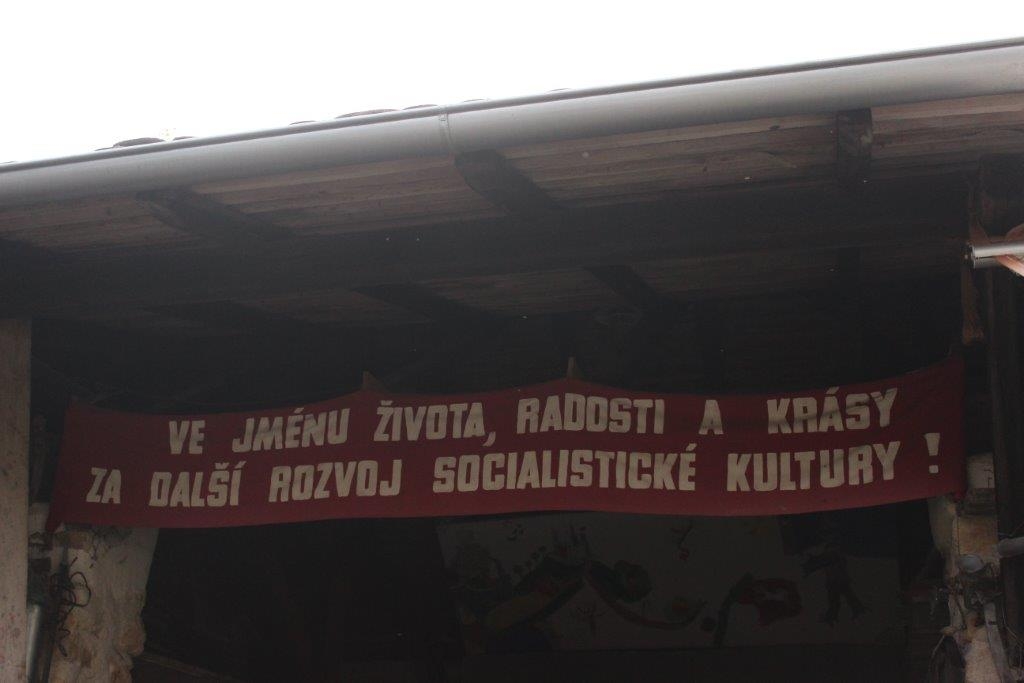 VE JMÉNU ŽIVOTA, RADOSTI A KRÁSY
ZA DALŠÍ ROZVOJ SOCIALISTICKÉ KULTURY !